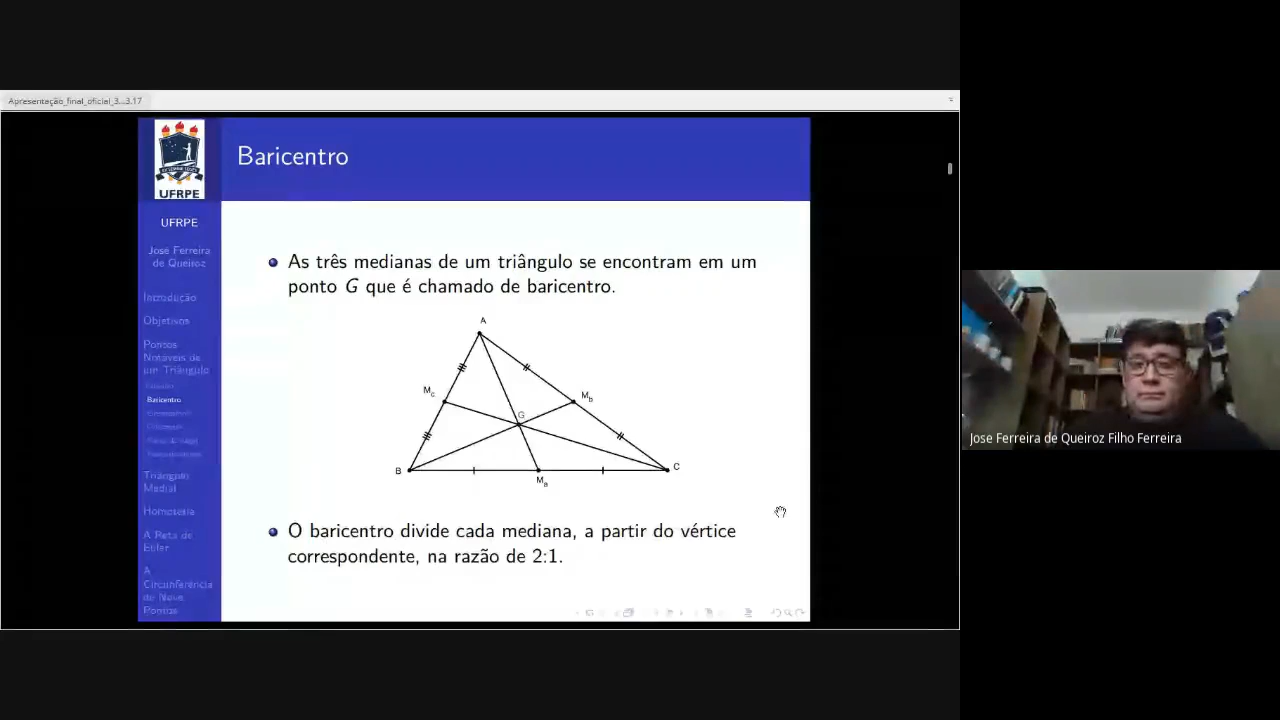 Apresentação_final_oficial_3...3.17
UFRPE
Baricentro
UFRPE
José Ferreira
de Queiroz
Introdução
Objetivos
Pontos
Notáveis de
um Triângulo
Baricentro
Triângulo
Medial
Homotetia
A Reta de
Euler
A
Circunferência
de Nove
Pontos
As três medianas de um triângulo se encontram em um
ponto G que é chamado de baricentro.
A
Mc
Mb
G
B
C
Ma
O baricentro divide cada mediana, a partir do vértice
correspondente, na razão de 2:1.
Jose Ferreira de Queiroz Filho Ferreira